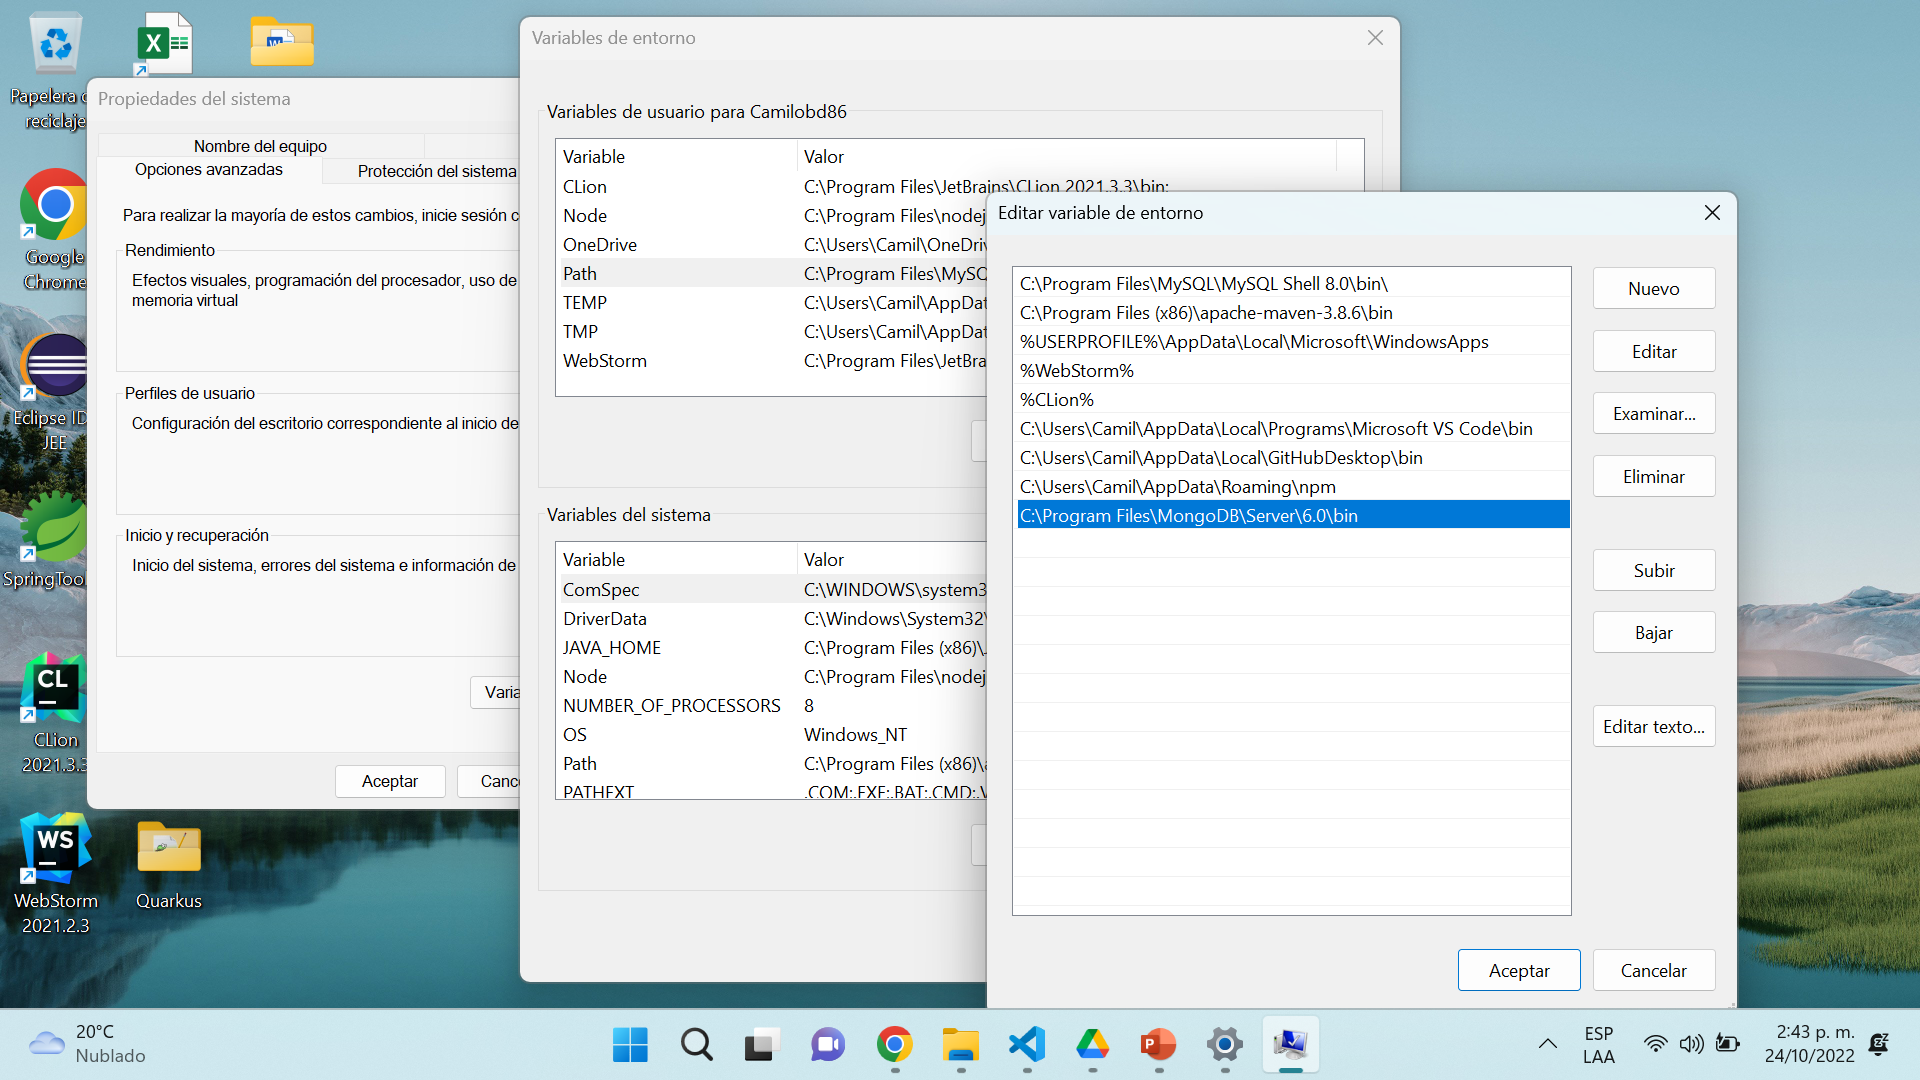 Papelera
reciclaje
Google
Chrome
Eclipse ID
JEE
SpringTool
CL
CLion
2021.3.3
WS
WebStorm
2021.2.3
Quarkus
Propiedades del sistema
Nombre del equipo
Opciones avanzadas
Protección del sistema
Para realizar la mayoría de estos cambios, inicie sesión c
Rendimiento
Efectos visuales, programación del procesador, uso de
memoria virtual
Perfiles de usuario
Configuración del escritorio correspondiente al inicio de
Inicio y recuperación
Inicio del sistema, errores del sistema e información de
Varia
Aceptar
Cance
Variables de entorno
Variables de usuario para Camilobd86
Variable Valor
CLion C:\Program Files\JetBrains\CLion 2021.3.3\bin;
Node C:\Program Files\nodej
OneDrive C:\Users\Camil\OneDriv
Path C:\Program Files\MySQ
TEMP C:\Users\Camil\AppDat
TMP C:\Users\Camil\AppDat
WebStorm C:\Program Files\JetBra
Variables del sistema
Variable Valor
ComSpec C:\WINDOWS\system3
DriverData C:\Windows\System32\
JAVA_HOME C:\Program Files (x86)\
Node C:\Program Files\nodej
NUMBER_OF_PROCESSORS 8
OS Windows_NT
Path C:\Program Files (x86)\a
PATHEXT .COM;.EXE;.BAT;.CMD;.V
Editar variable de entorno
C:\Program Files\MySQL\MySQL Shell 8.0\bin\
C:\Program Files (x86)\apache-maven-3.8.6\bin
%USERPROFILE%\AppData\Local\Microsoft\WindowsApps
%WebStorm%
%CLion%
C:\Users\Camil\AppData\Local\Programs\Microsoft VS Code\bin
C:\Users\Camil\AppData\Local\GitHubDesktop\bin
C:\Users\Camil\AppData\Roaming\npm
C:\Program Files\MongoDB\Server\6.0\bin
Nuevo
Editar
Examinar...
Eliminar
Subir
Bajar
Editar texto...
Aceptar
Cancelar
20°C
Nublado
ESP
LAA
2:43 p. m.
24/10/2022